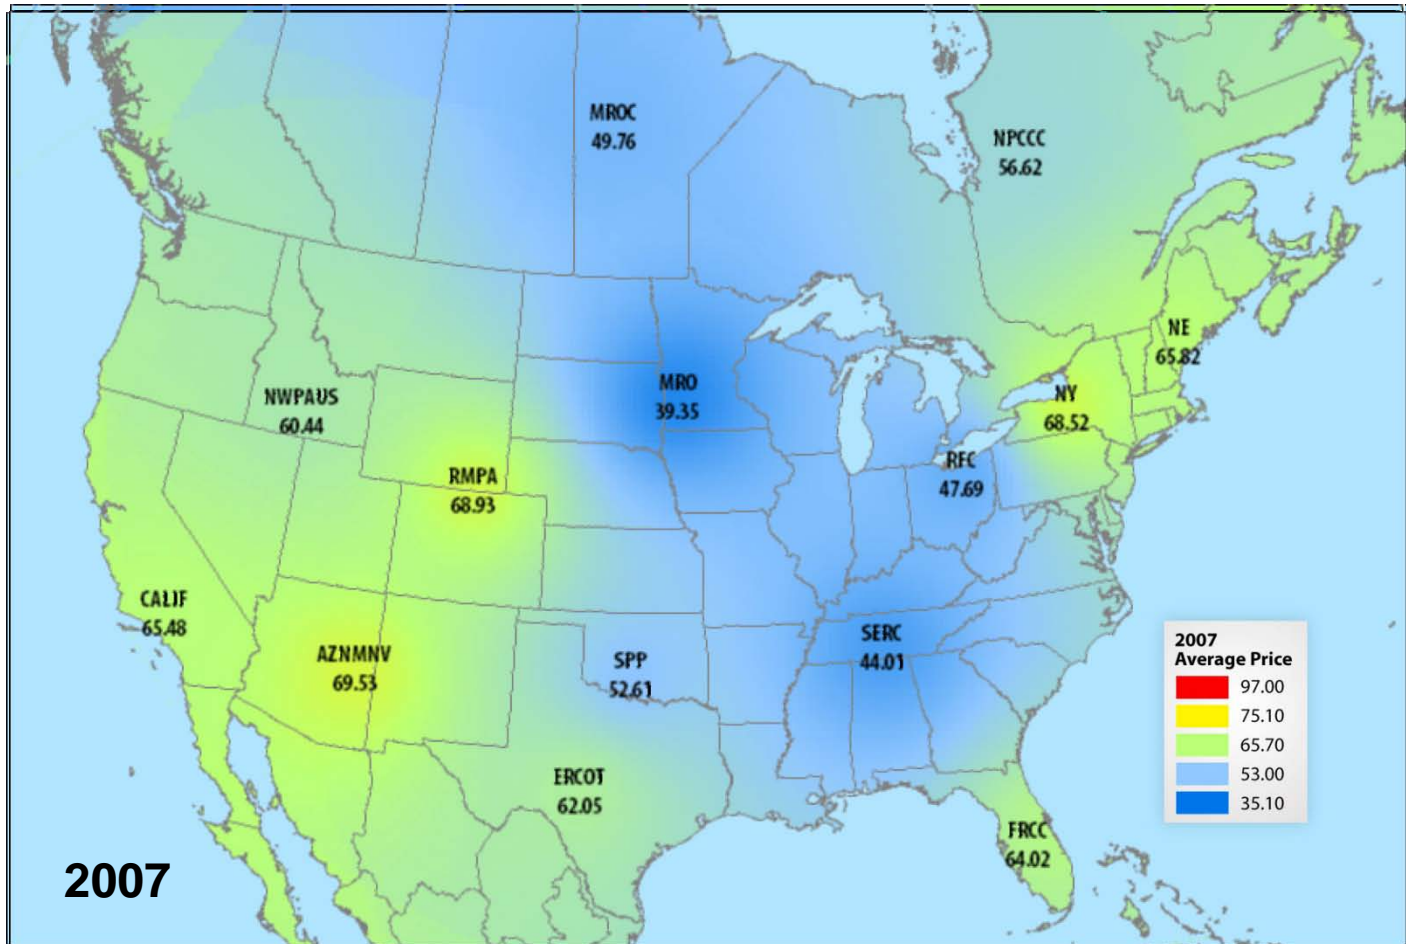 MROC
49.76
NPCCC
56.62
NE
65.82
MRO
39.35
NY
68.52
NWPAUS
60.44
RMPA
68.93
RFC
47.69
CALIF
65.48
AZNMNV
69.53
SPP
52.61
SERC
44.01
ERCOT
62.05
FRCC
64.02
2007
Average Price
97.00
75.10
65.70
53.00
35.10
2007